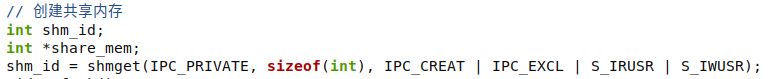 // 创建共享内存
int shm_id;
int *share_mem;
shm_id = shmget(IPC_PRIVATE, sizeof(int), IPC_CREAT | IPC_EXCL | S_IRUSR | S_IWUSR);